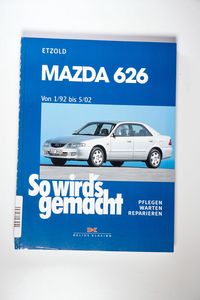 ETZOLD
MAZDA 626
Von 1/92 bis 5/02
So wird's
gemacht
PFLEGEN
WARTEN
REPARIEREN
DELIUS KLASING